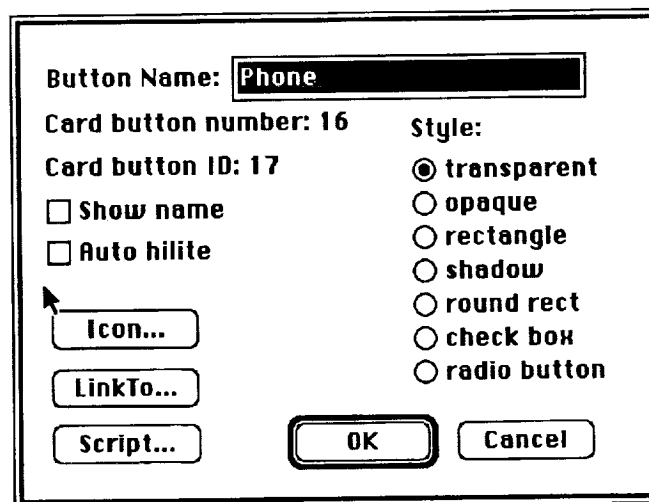 Button Name: Phone
Card button number: 16
Card button ID: 17
Show name
Auto hilite
Style:
transparent
opaque
rectangle
shadow
round rect
check box
radio button
Icon...
LinkTo...
Script...
OK
Cancel